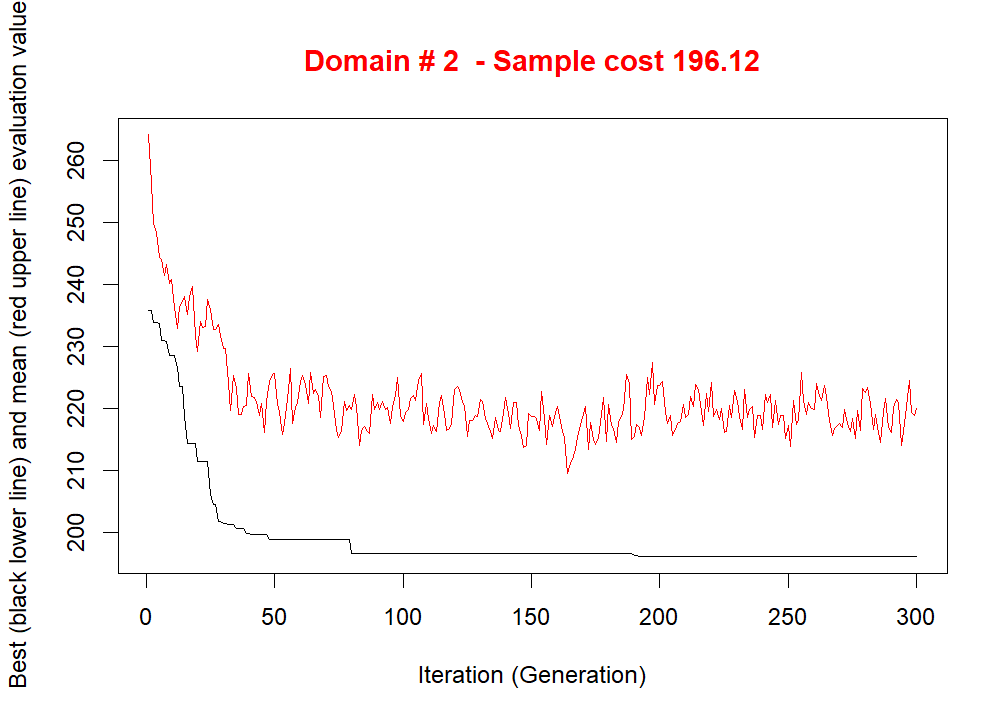 Domain # 2  - Sample cost 196.12
Best (black lower line) and mean (red upper line) evaluation value
260
250
240
230
220
210
200
0 50 100 150 200 250 300
Iteration (Generation)